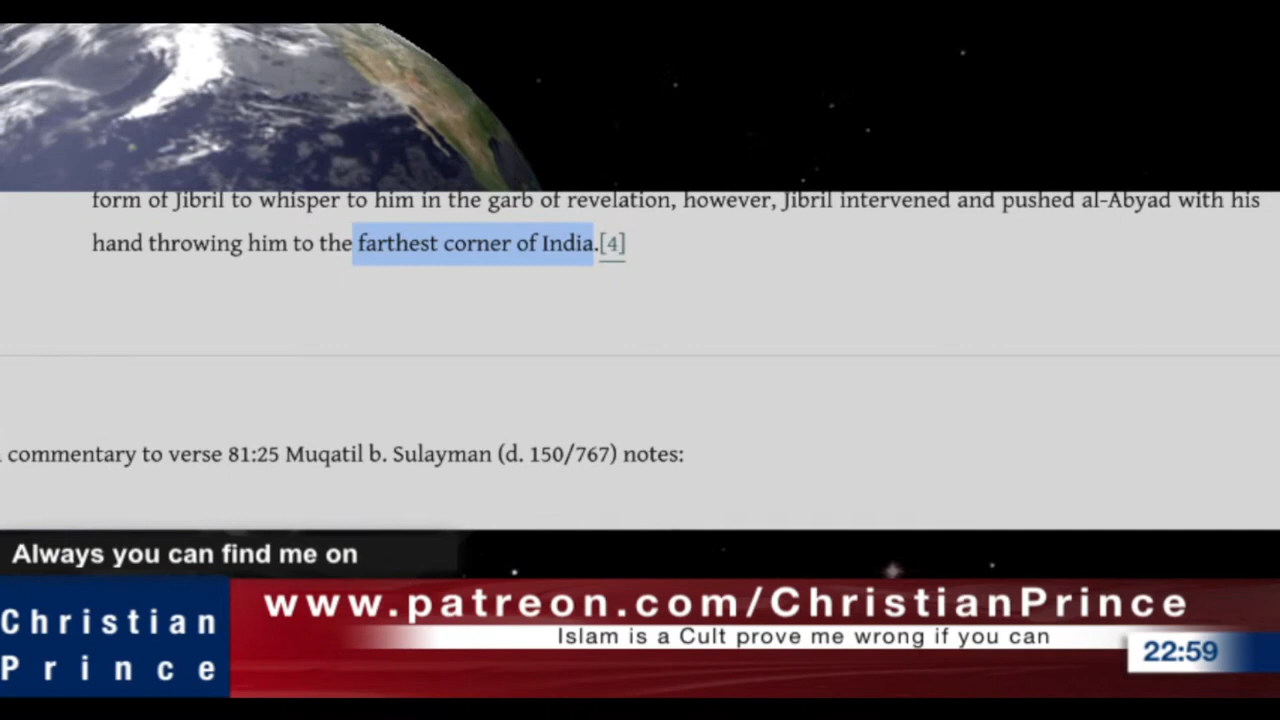 form of Jibril to whisper to him in the garb of revelation, however, Jibril intervened and pushed al-Abyad with his
hand throwing him to the farthest corner of India.[4]
commentary to verse 81:25 Muqatil b. Sulayman (d. 150/767) notes:
Always you can find me on
Christian
Prince
www.patreon.com/ChristianPrince
Islam is a Cult prove me wrong if you can
22:59